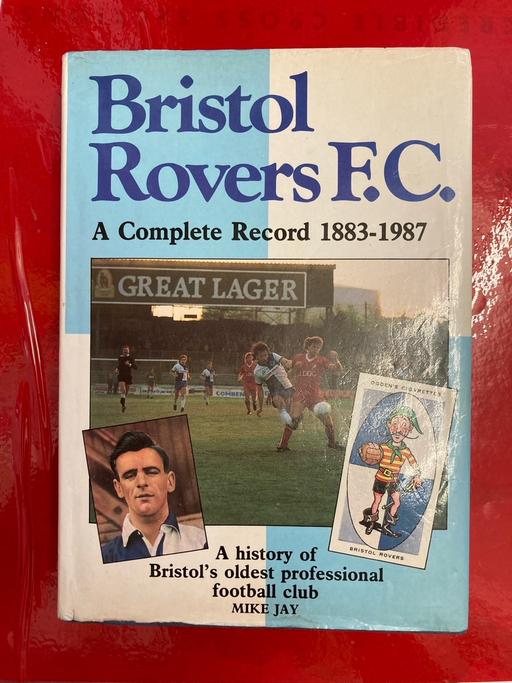 Bristol
Rovers F.C.
A Complete Record 1883-1987
GREAT LAGER
OGDEN'S CIGARETTES
BRISTOL ROVERS
A history of
Bristol's oldest professional
football club
MIKE JAY